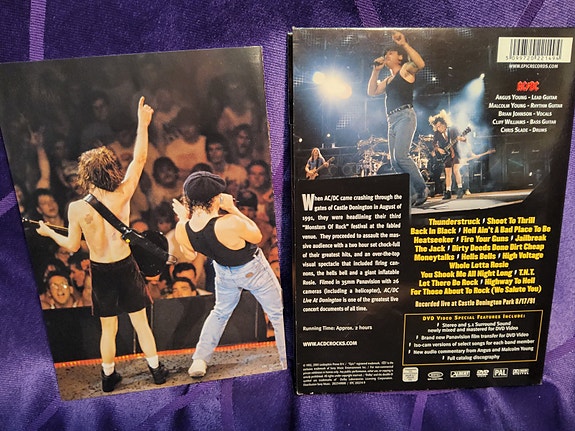 5099720221494
WWW.EPICRECORDS.COM
AC/DC
ANGUS YOUNG - LEAD GUITAR
MALCOLM YOUNG - RHYTHM GUITAR
BRIAN JOHNSON - VOCALS
CLIFF WILLIAMS - BASS GUITAR
CHRIS SLADE - DRUMS
When AC/DC came crashing through the
gates of Castle Donington in August of
1991, they were headlining their third
"Monsters Of Rock" festival at the fabled
venue. They proceeded to assault the mas-
sive audience with a two hour set chock-full
of their greatest hits, and an over-the-top
visual spectacle that included firing can-
nons, the hells bell and a giant inflatable
Rosie. Filmed in 35mm Panavision with 26
cameras (including a helicopter), AC/DC
Live At Donington is one of the greatest live
concert documents of all time.
Running Time: Approx. 2 hours
WWW.ACDCROCKS.COM
Thunderstruck Shoot To Thrill
Back In Black Hell Ain't A Bad Place To Be
Heatseeker Fire Your Guns Jailbreak
The Jack Dirty Deeds Done Dirt Cheap
Moneytalks Hells Bells High Voltage
Whole Lotta Rosie
You Shook Me All Night Long T.N.T.
Let There Be Rock Highway To Hell
For Those About To Rock (We Salute You)
Recorded live at Castle Donington Park 8/17/91
DVD VIDEO SPECIAL FEATURES INCLUDE:
Stereo and 5.1 Surround Sound
newly mixed and mastered for DVD Video
Brand new Panavision film transfer for DVD Video
Iso-cam versions of select songs for each band member
New audio commentary from Angus and Malcolm Young
Full catalog discography
epic
ALBERT
DVD
PAL